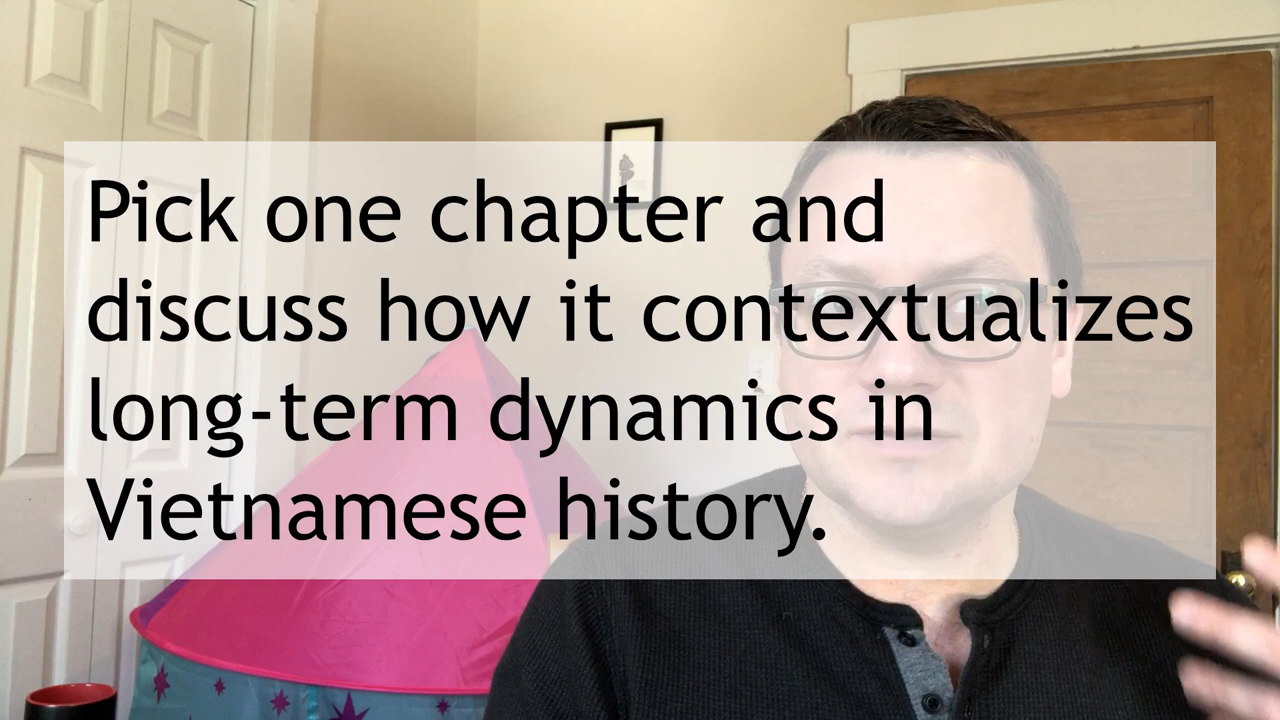 Pick one chapter and
discuss how it contextualizes
long-term dynamics in
Vietnamese history.